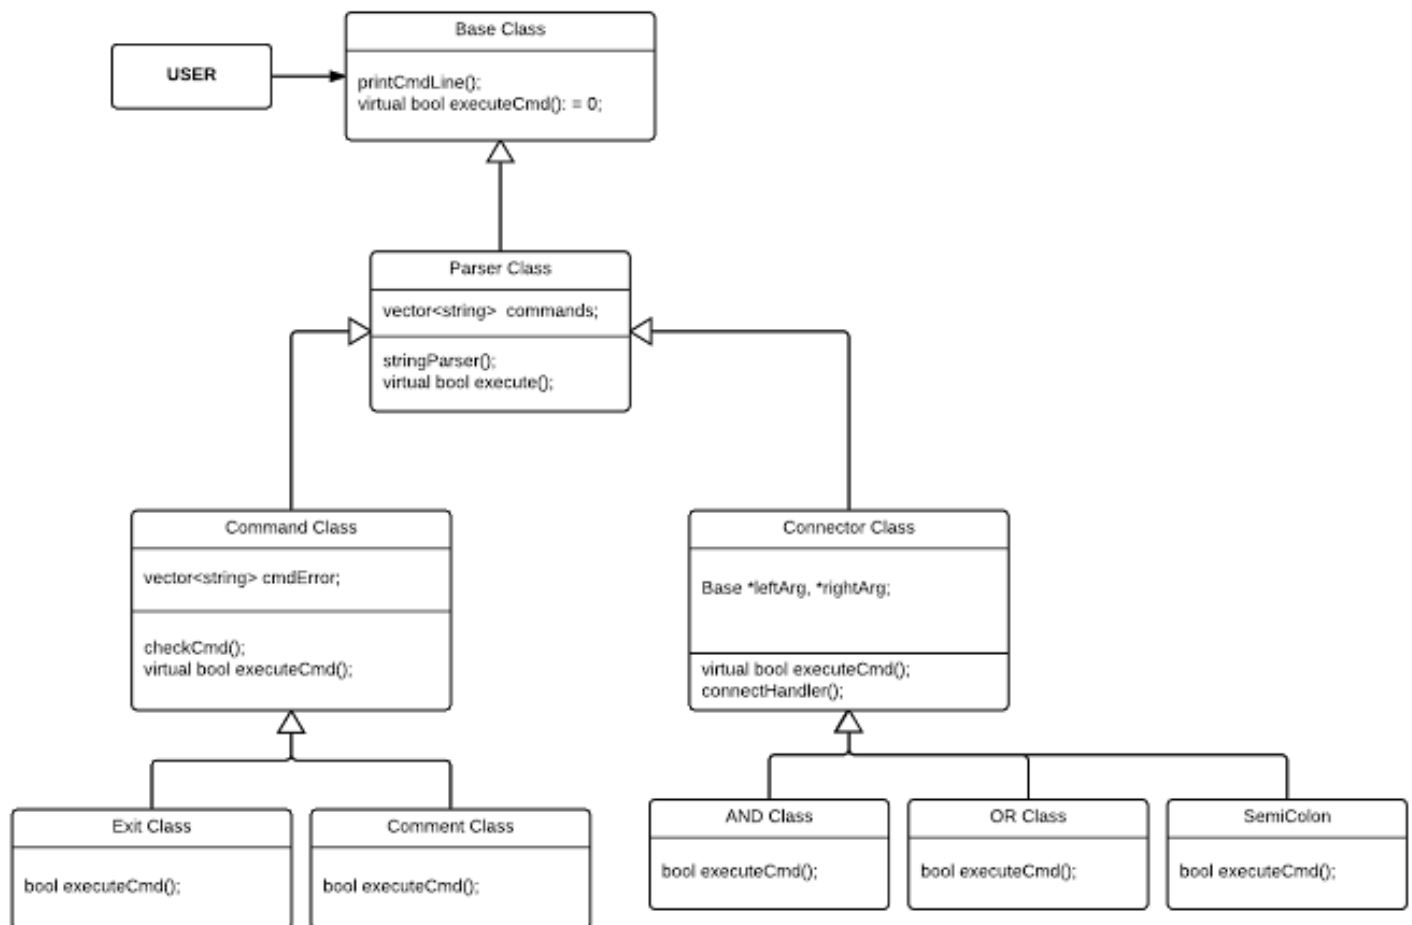 Base Class
USER
printCmdLine();
virtual bool executeCmd(): = 0;
Parser Class
vector<string> commands;
stringParser();
virtual bool execute();
Command Class
vector<string> cmdError;
checkCmd();
virtual bool executeCmd();
Connector Class
Base *leftArg, *rightArg;
virtual bool executeCmd();
connectHandler();
Exit Class
bool executeCmd();
Comment Class
bool executeCmd();
AND Class
bool executeCmd();
OR Class
bool executeCmd();
SemiColon
bool executeCmd();